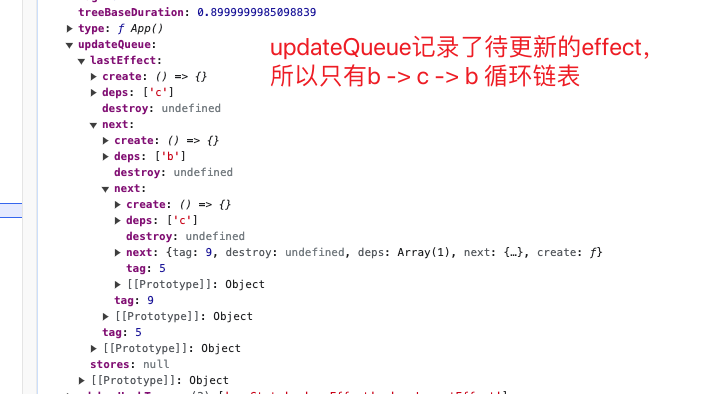 treeBaseDuration: 0.8999999985098839
type: ƒ App()
updateQueue:
updateQueue记录了待更新的effect，
所以只有b -> c -> b 循环链表
lastEffect:
create: () => {}
deps: ['c']
destroy: undefined
next:
create: () => {}
deps: ['b']
destroy: undefined
next:
create: () => {}
deps: ['c']
destroy: undefined
next: {tag: 9, destroy: undefined, deps: Array(1), next: {…}, create: ƒ}
tag: 5
[[Prototype]]: Object
tag: 9
[[Prototype]]: Object
tag: 5
[[Prototype]]: Object
stores: null
[[Prototype]]: Object